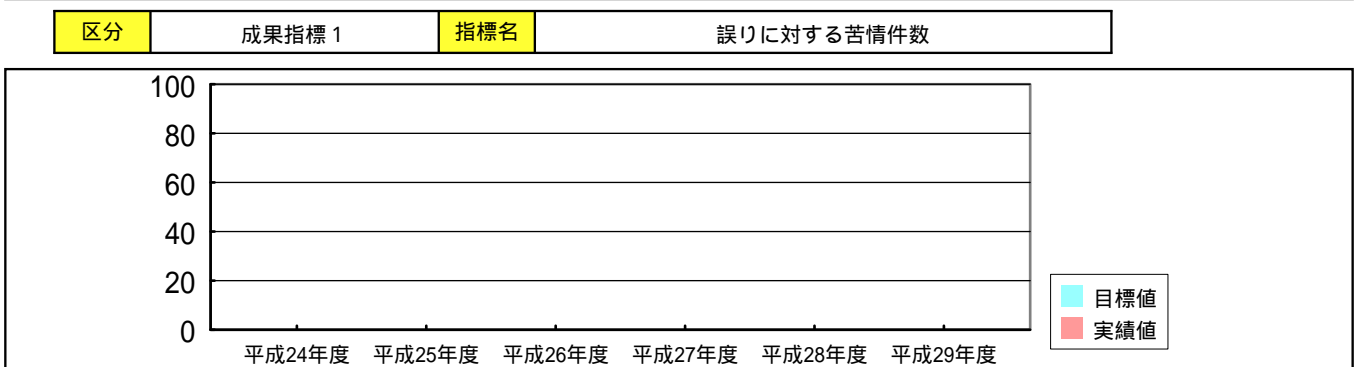 区分 成果指標1 指標名 誤りに対する苦情件数
100
80
60
40
20
0
平成24年度 平成25年度 平成26年度 平成27年度 平成28年度 平成29年度
目標値
実績値